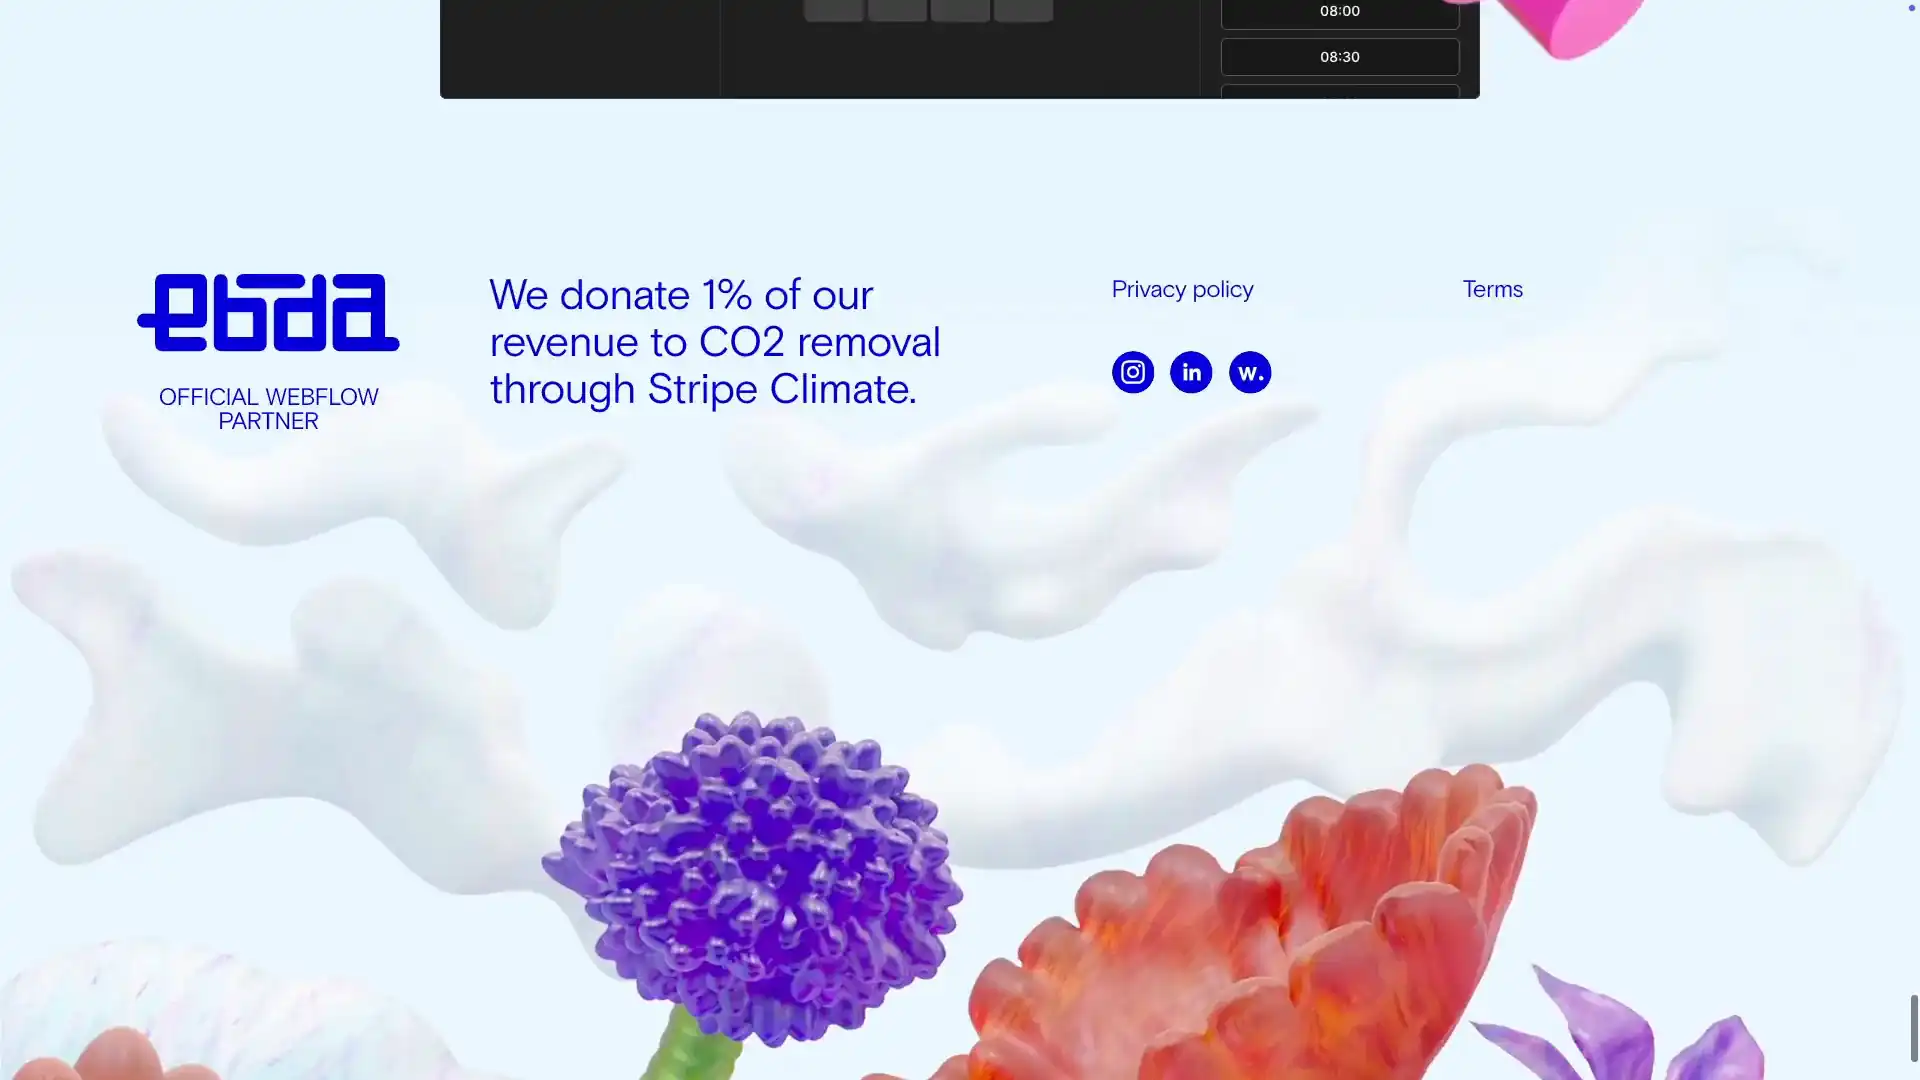 08:00
08:30
ebda
OFFICIAL WEBFLOW
PARTNER
We donate 1% of our
revenue to CO2 removal
through Stripe Climate.
Privacy policy
Terms
in
w.